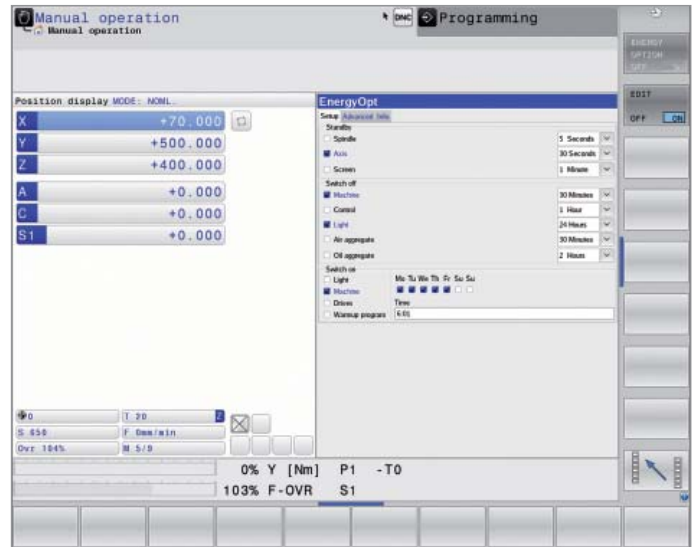 Manual operation
Manual operation
DNC
Programming
ENERGY
OPTION
OFF
EDIT
OFF ON
Position display MODE: NOML.
X +70.000
Y +500.000
Z +400.000
A +0.000
C +0.000
S1 +0.000
EnergyOpt
Setup Advanced Info
Standby
Spindle 5 Seconds
Axis 30 Seconds
Screen 1 Minute
Switch off
Machine 30 Minutes
Control 1 Hour
Light 24 Hours
Air aggregate 30 Minutes
Oil aggregate 2 Hours
Switch on
Light Mo Tu We Th Fr Sa Su
Machine
Drives Time
Warmup program 6:01
0 T 20 Z
S 650 F 0mm/min
Ovr 104% M 5/9
0% Y [Nm] P1 -T0
103% F-OVR S1